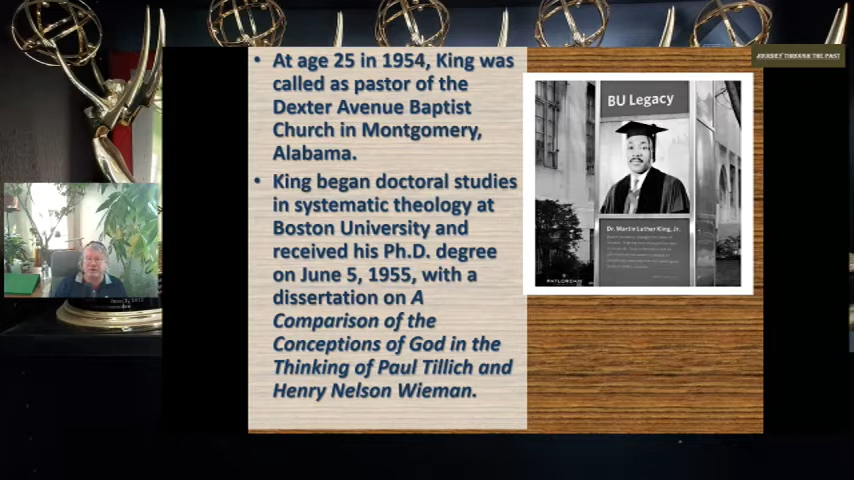 • At age 25 in 1954, King was
called as pastor of the
Dexter Avenue Baptist
Church in Montgomery,
Alabama.
• King began doctoral studies
in systematic theology at
Boston University and
received his Ph.D. degree
on June 5, 1955, with a
dissertation on A
Comparison of the
Conceptions of God in the
Thinking of Paul Tillich and
Henry Nelson Wieman.
JOURNEY THROUGH THE PAST
BU Legacy
Dr. Martin Luther King, Jr.